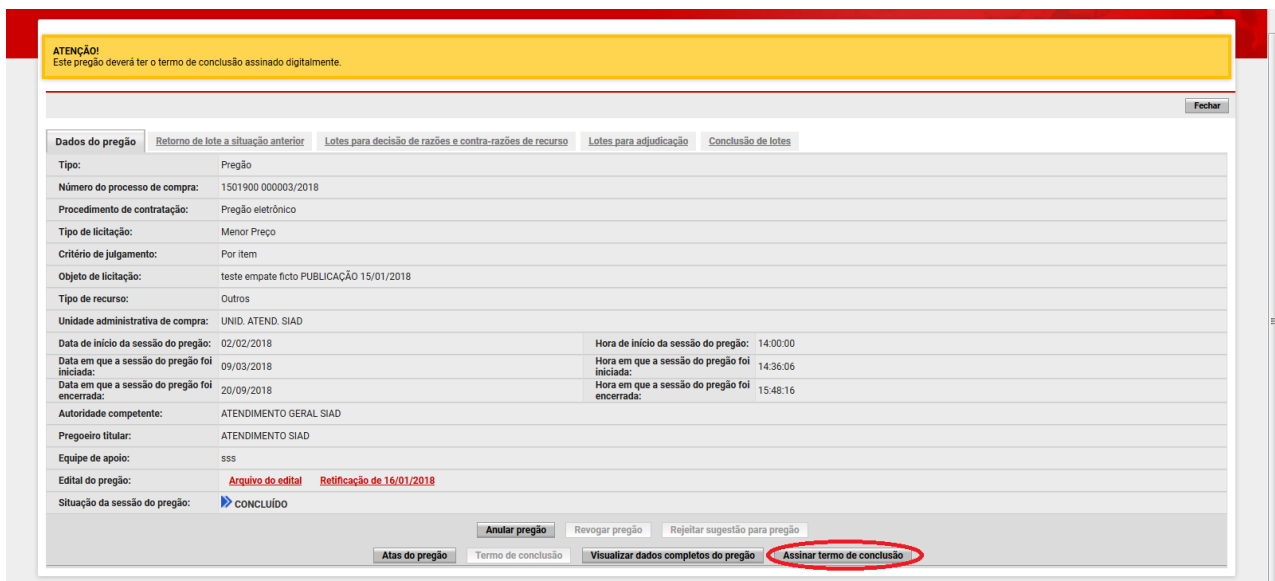 ATENÇÃO!
Este pregão deverá ter o termo de conclusão assinado digitalmente.
Fechar
Dados do pregão Retorno de lote a situação anterior Lotes para decisão de razões e contra-razões de recurso Lotes para adjudicação Conclusão de lotes
Tipo: Pregão
Número do processo de compra: 1501900 000003/2018
Procedimento de contratação: Pregão eletrônico
Tipo de licitação: Menor Preço
Critério de julgamento: Por item
Objeto de licitação: teste empate ficto PUBLICAÇÃO 15/01/2018
Tipo de recurso: Outros
Unidade administrativa de compra: UNID. ATEND. SIAD
Data de início da sessão do pregão: 02/02/2018 Hora de início da sessão do pregão: 14:00:00
Data em que a sessão do pregão foi iniciada: 09/03/2018 Hora em que a sessão do pregão foi iniciada: 14:36:06
Data em que a sessão do pregão foi encerrada: 20/09/2018 Hora em que a sessão do pregão foi encerrada: 15:48:16
Autoridade competente: ATENDIMENTO GERAL SIAD
Pregoeiro titular: ATENDIMENTO SIAD
Equipe de apoio: sss
Edital do pregão: Arquivo do edital Retificação de 16/01/2018
Situação da sessão do pregão: CONCLUÍDO
Anular pregão Revogar pregão Rejeitar sugestão para pregão
Atas do pregão Termo de conclusão Visualizar dados completos do pregão Assinar termo de conclusão